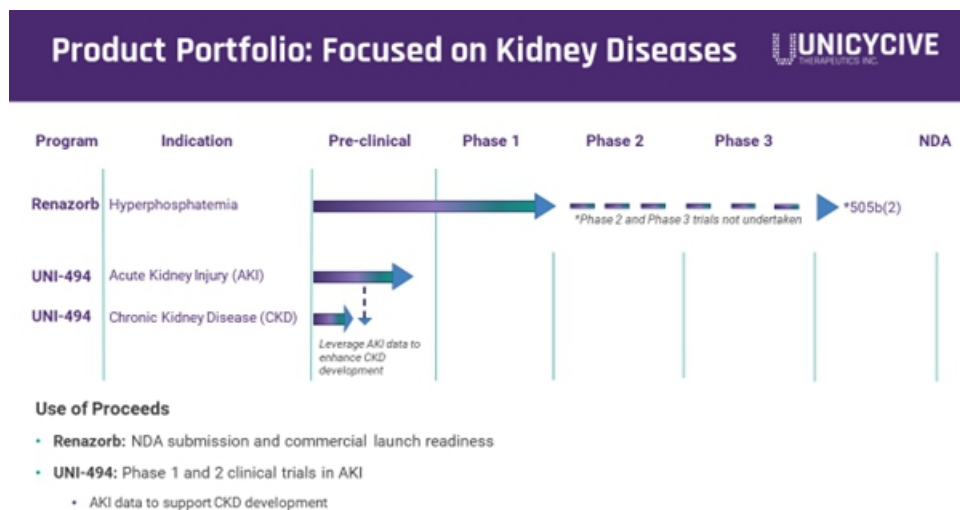 Product Portfolio: Focused on Kidney Diseases
UNICYCIVE
THERAPEUTICS INC.
Program Indication Pre-clinical Phase 1 Phase 2 Phase 3 NDA
Renazorb Hyperphosphatemia *505b(2)
*Phase 2 and Phase 3 trials not undertaken
UNI-494 Acute Kidney Injury (AKI)
UNI-494 Chronic Kidney Disease (CKD)
Leverage AKI data to
enhance CKD
development
Use of Proceeds
• Renazorb: NDA submission and commercial launch readiness
• UNI-494: Phase 1 and 2 clinical trials in AKI
• AKI data to support CKD development